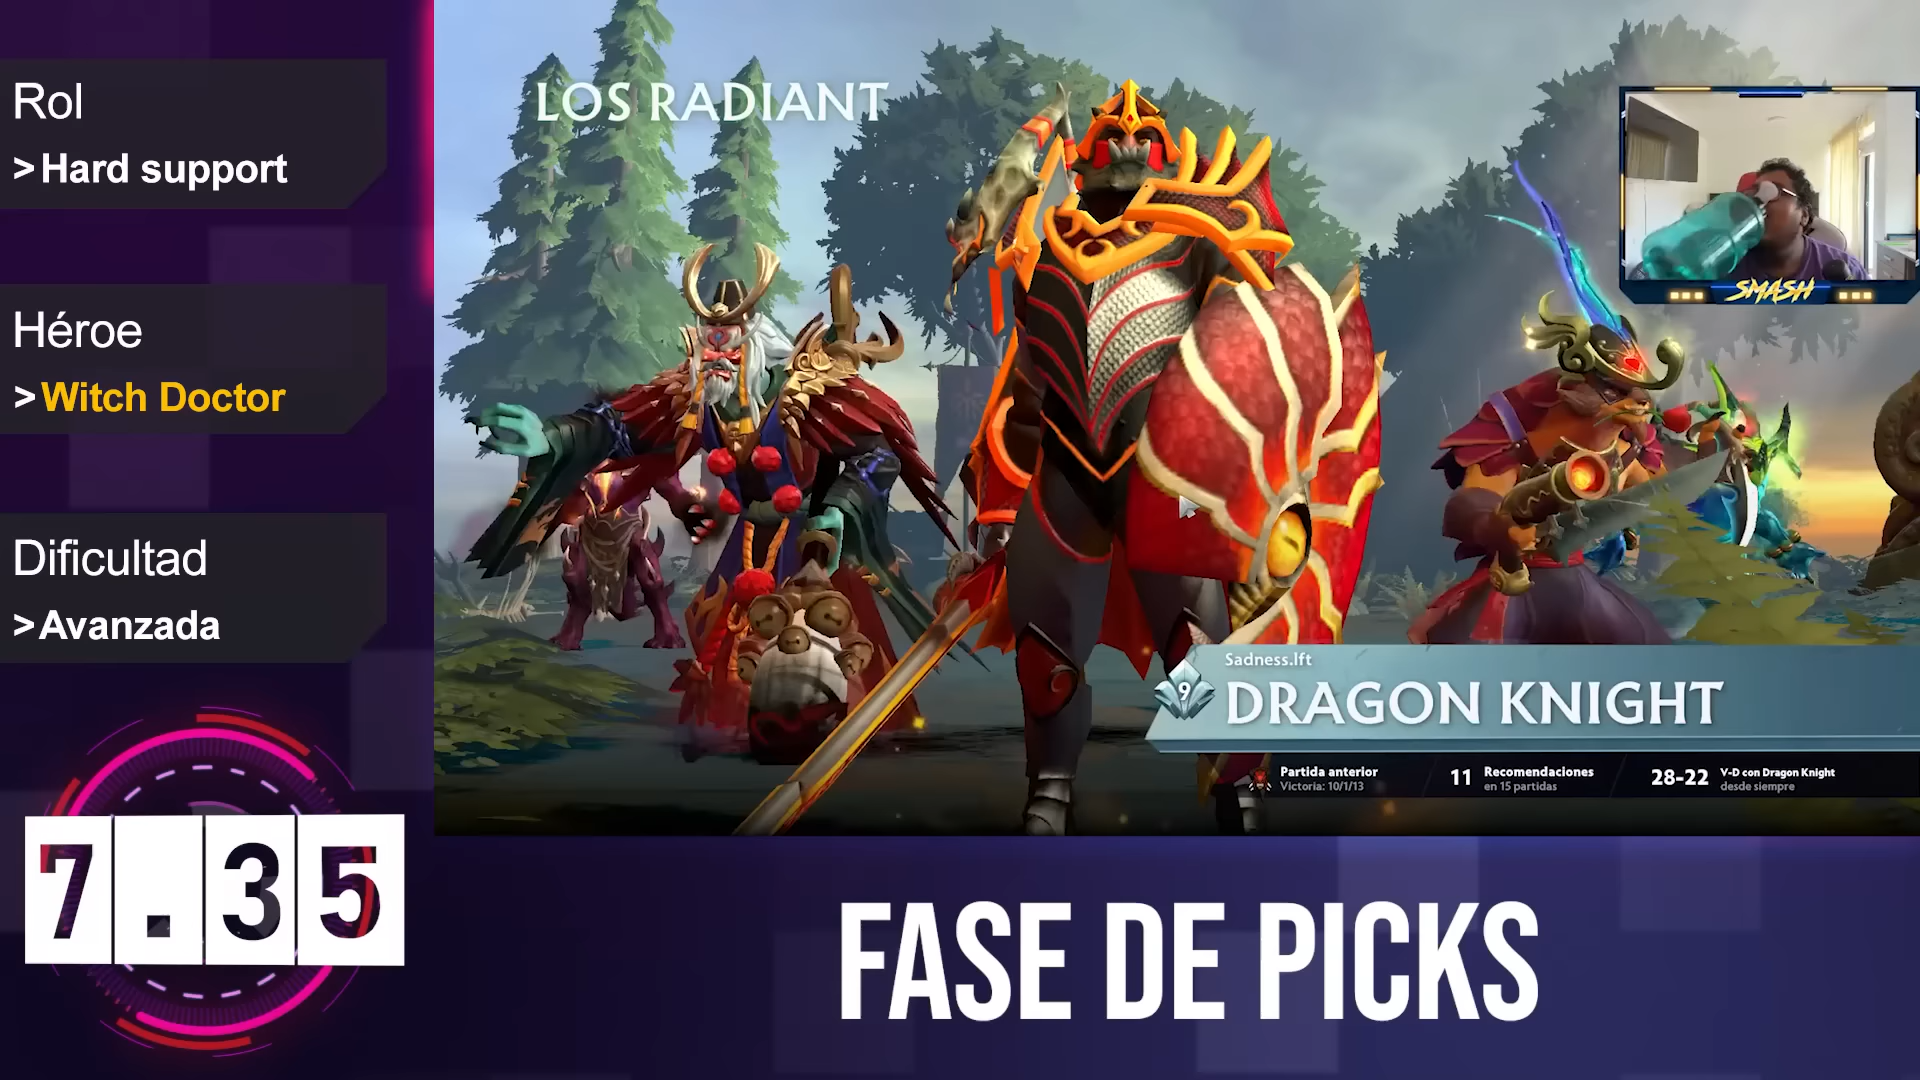 Rol
>Hard support
Héroe
>Witch Doctor
Dificultad
>Avanzada
7.35
LOS RADIANT
SMASH
Sadness.lft
9
DRAGON KNIGHT
Partida anterior
Victoria: 10/1/13
11 Recomendaciones
en 15 partidas
28-22 V-D con Dragon Knight
desde siempre
FASE DE PICKS